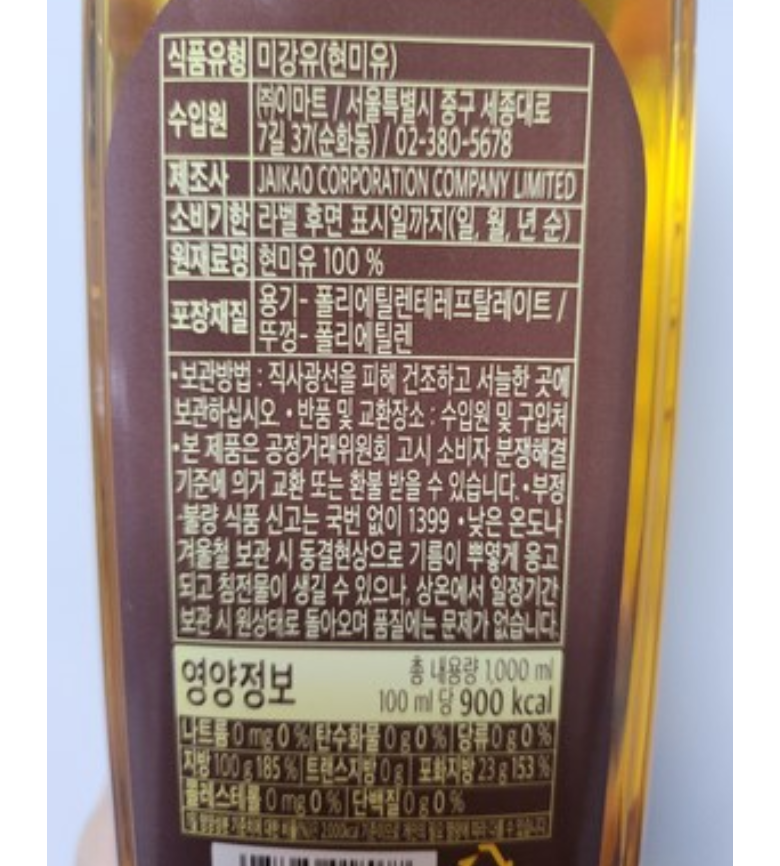 식품유형 미강유(현미유)
수입원 ㈜이마트 / 서울특별시 중구 세종대로
7길 37(순화동) / 02-380-5678
제조사 JAIKAO CORPORATION COMPANY LIMITED
소비기한 라벨 후면 표시일까지(일, 월, 년 순)
원재료명 현미유 100 %
포장재질 용기- 폴리에틸렌테레프탈레이트 /
뚜껑- 폴리에틸렌
•보관방법 : 직사광선을 피해 건조하고 서늘한 곳에
보관하십시오 •반품 및 교환장소 : 수입원 및 구입처
•본 제품은 공정거래위원회 고시 소비자 분쟁해결
기준에 의거 교환 또는 환불 받을 수 있습니다.•부정
·불량 식품 신고는 국번 없이 1399 •낮은 온도나
겨울철 보관 시 동결현상으로 기름이 뿌옇게 응고
되고 침전물이 생길 수 있으나, 상온에서 일정기간
보관 시 원상태로 돌아오며 품질에는 문제가 없습니다.
영양정보 총 내용량 1,000 ml
100 ml 당 900 kcal
나트륨 0 mg 0 % 탄수화물 0 g 0 % 당류 0 g 0 %
지방 100 g 185 % 트랜스지방 0 g 포화지방 23 g 153 %
콜레스테롤 0 mg 0 % 단백질 0 g 0 %